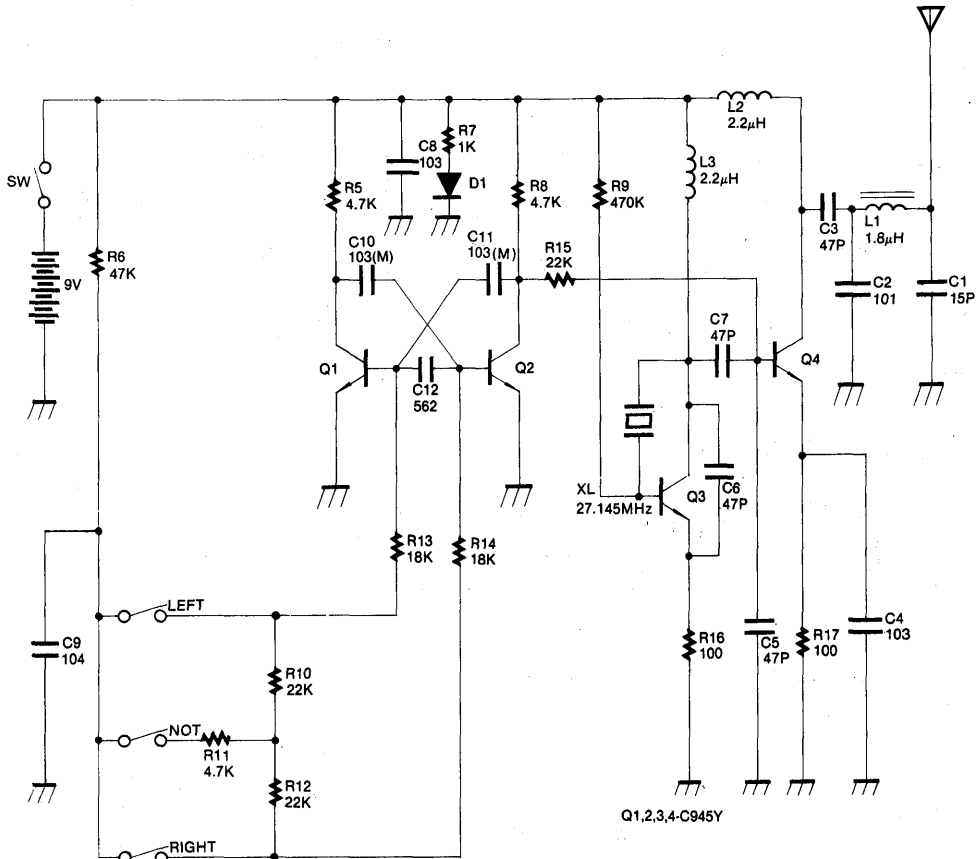 L2
2.2µH
R7
1K
C8
103
D1
L3
2.2µH
SW
R5
4.7K
R8
4.7K
R9
470K
C3
47P
L1
1.8µH
R6
47K
9V
C10
103(M)
C11
103(M)
R15
22K
C2
101
C1
15P
C7
47P
Q1
Q2
Q4
C12
562
XL
27.145MHz
Q3
C6
47P
R13
18K
R14
18K
LEFT
C9
104
R10
22K
R16
100
C5
47P
R17
100
C4
103
NOT
R11
4.7K
R12
22K
Q1,2,3,4-C945Y
RIGHT